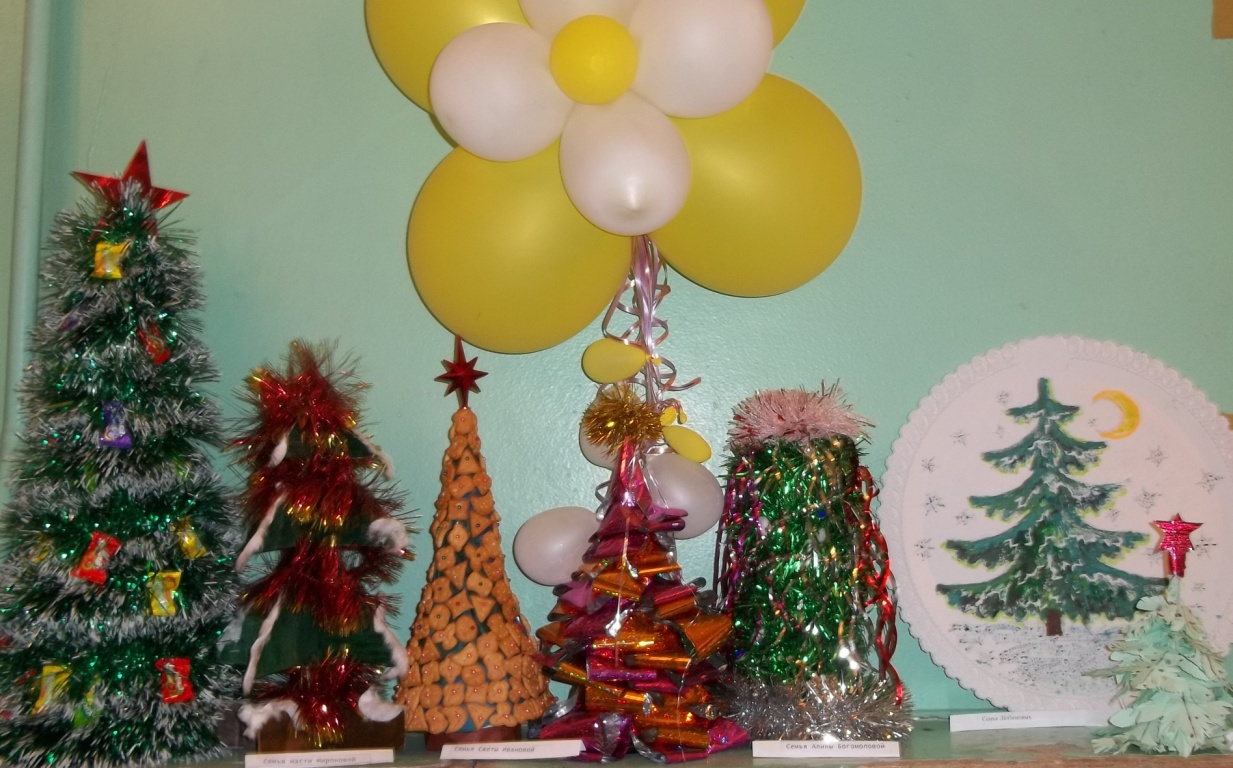 Семья Насти Мироновой
Семья Светы Ивановой
Семья Алины Богомоловой
Семья